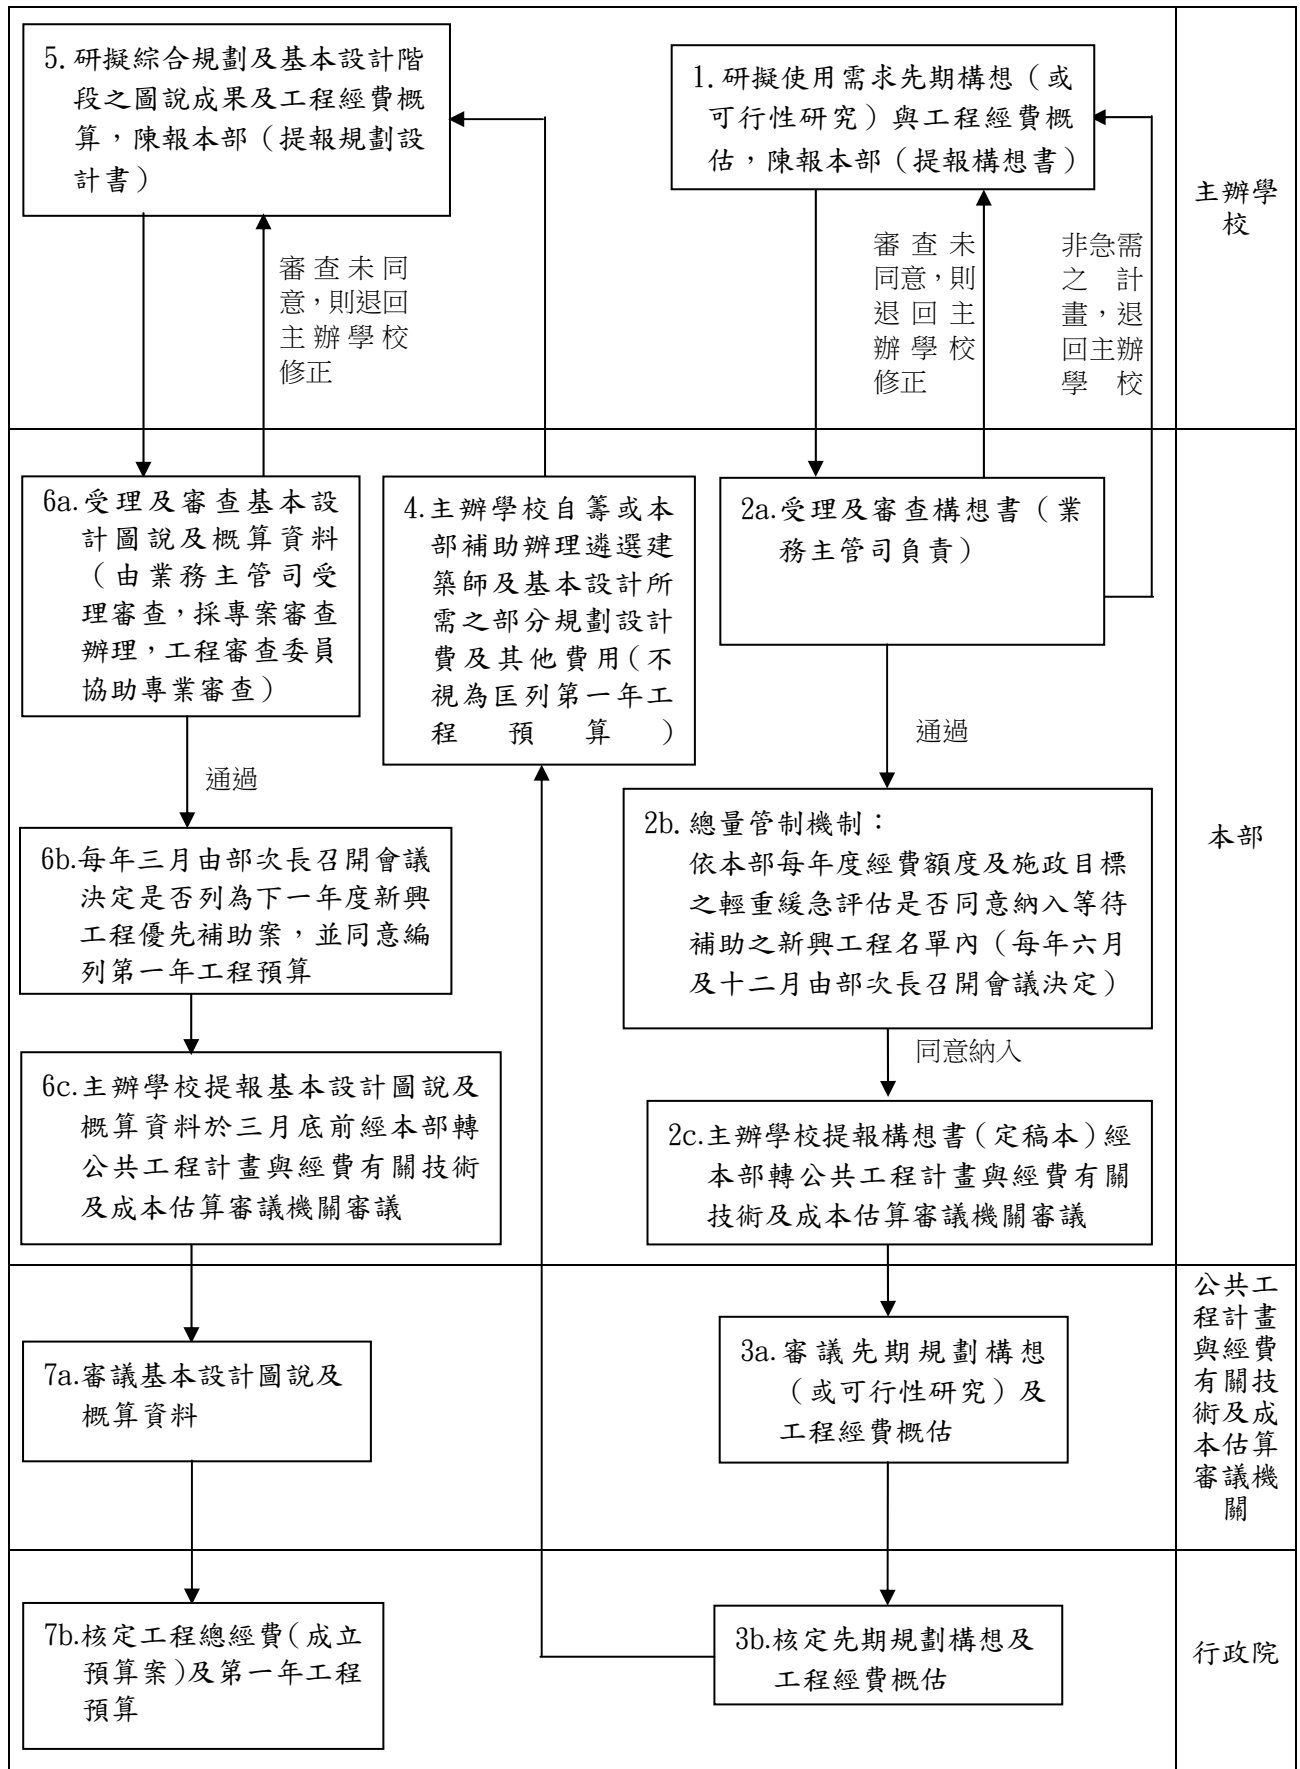 5. 研擬綜合規劃及基本設計階
段之圖說成果及工程經費概
算，陳報本部（提報規劃設
計書）
1. 研擬使用需求先期構想（或
可行性研究）與工程經費概
估，陳報本部（提報構想書）
主辦學
校
審查未同
意，則退回
主辦學校
修正
審查未
同意，則
退回主
辦學校
修正
非急需
之計
畫，退
回主辦
學校
6a.受理及審查基本設
計圖說及概算資料
（由業務主管司受
理審查，採專案審查
辦理，工程審查委員
協助專業審查）
4.主辦學校自籌或本
部補助辦理遴選建
築師及基本設計所
需之部分規劃設計
費及其他費用（不
視為匡列第一年工
程預算）
2a.受理及審查構想書（業
務主管司負責）
通過
通過
6b.每年三月由部次長召開會議
決定是否列為下一年度新興
工程優先補助案，並同意編
列第一年工程預算
2b. 總量管制機制：
依本部每年度經費額度及施政目標
之輕重緩急評估是否同意納入等待
補助之新興工程名單內（每年六月
及十二月由部次長召開會議決定）
本部
同意納入
6c.主辦學校提報基本設計圖說及
概算資料於三月底前經本部轉
公共工程計畫與經費有關技術
及成本估算審議機關審議
2c.主辦學校提報構想書（定稿本）經
本部轉公共工程計畫與經費有關
技術及成本估算審議機關審議
7a.審議基本設計圖說及
概算資料
3a.審議先期規劃構想
（或可行性研究）及
工程經費概估
公共工
程計畫
與經費
有關技
術及成
本估算
審議機
關
7b.核定工程總經費（成立
預算案）及第一年工程
預算
3b.核定先期規劃構想及
工程經費概估
行政院